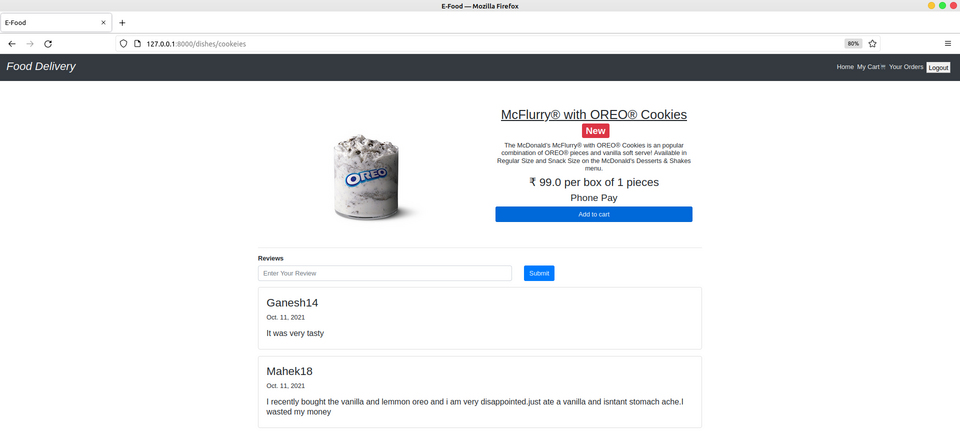 E-Food — Mozilla Firefox
E-Food
127.0.0.1:8000/dishes/cookeies
80%
Food Delivery
Home My Cart Your Orders Logout
McFlurry® with OREO® Cookies
New
The McDonald's McFlurry® with OREO® Cookies is an popular
combination of OREO® pieces and vanilla soft serve! Available in
Regular Size and Snack Size on the McDonald's Desserts & Shakes
menu.
₹ 99.0 per box of 1 pieces
Phone Pay
Add to cart
OREO
Reviews
Enter Your Review
Submit
Ganesh14
Oct. 11, 2021
It was very tasty
Mahek18
Oct. 11, 2021
I recently bought the vanilla and lemmon oreo and i am very disappointed.just ate a vanilla and isntant stomach ache.I
wasted my money